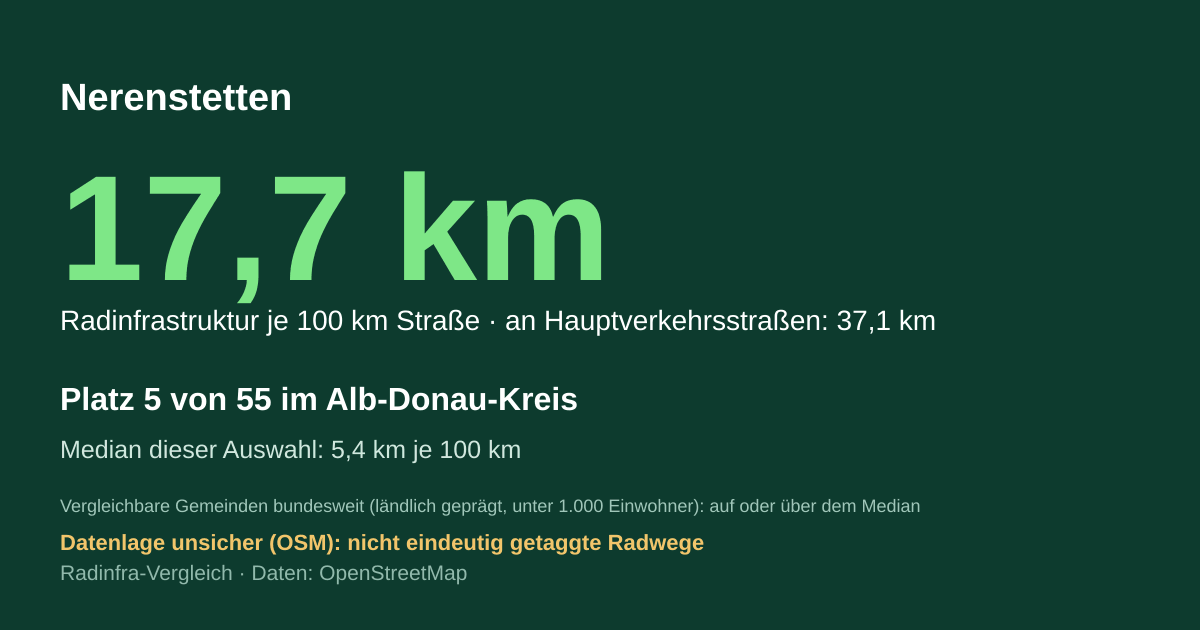 Nerenstetten
17,7 km
Radinfrastruktur je 100 km Straße · an Hauptverkehrsstraßen: 37,1 km
Platz 5 von 55 im Alb-Donau-Kreis
Median dieser Auswahl: 5,4 km je 100 km
Vergleichbare Gemeinden bundesweit (ländlich geprägt, unter 1.000 Einwohner): auf oder über dem Median
Datenlage unsicher (OSM): nicht eindeutig getaggte Radwege
Radinfra-Vergleich · Daten: OpenStreetMap